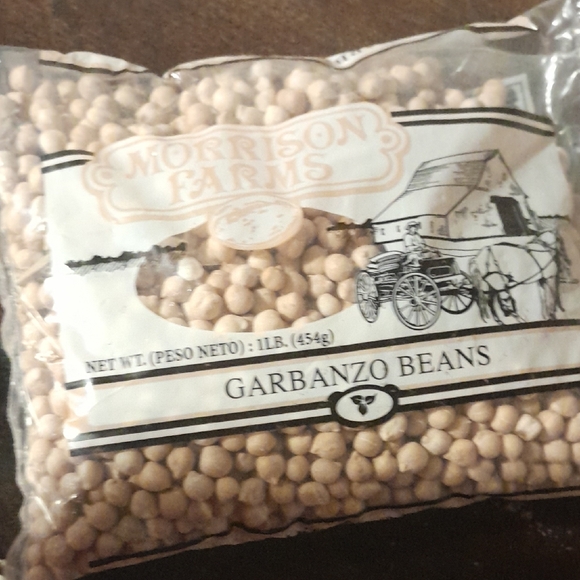 MORRISON
FARMS
NET WT. (PESO NETO) : 1LB. (454g)
GARBANZO BEANS